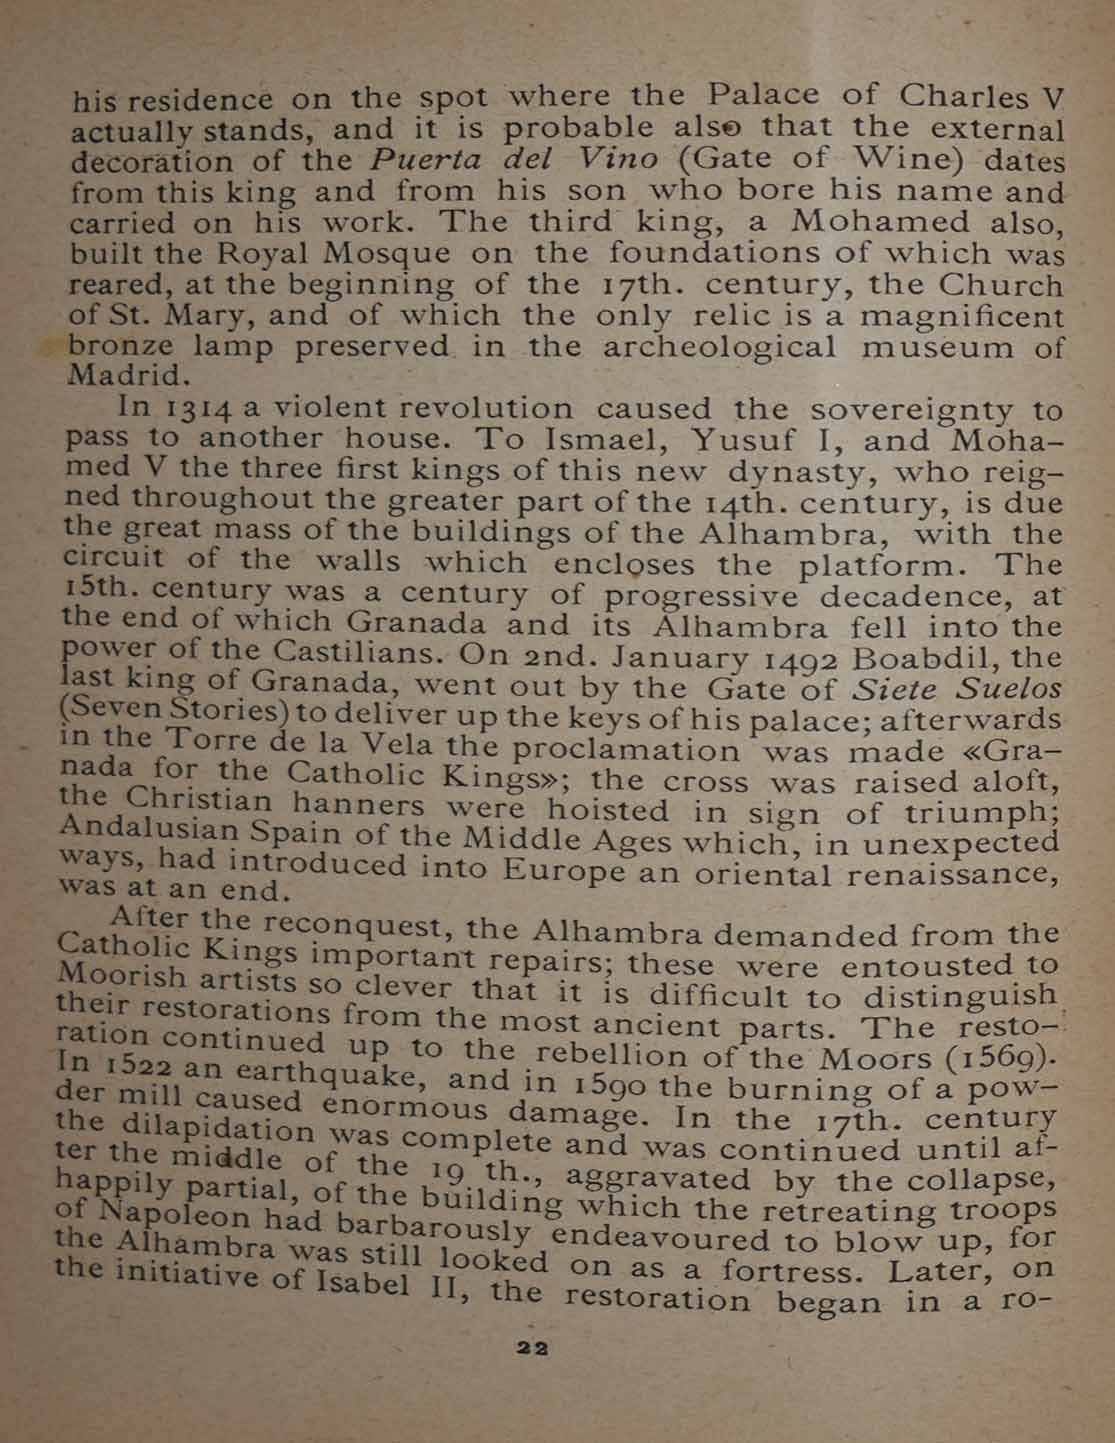 his residence on the spot where the Palace of Charles V
actually stands, and it is probable also that the external
decoration of the Puerta del Vino (Gate of Wine) dates
from this king and from his son who bore his name and
carried on his work. The third king, a Mohamed also,
built the Royal Mosque on the foundations of which was
reared, at the beginning of the 17th. century, the Church
of St. Mary, and of which the only relic is a magnificent
bronze lamp preserved in the archeological museum of
Madrid.
In 1314 a violent revolution caused the sovereignty to
pass to another house. To Ismael, Yusuf I, and Moha-
med V the three first kings of this new dynasty, who reig-
ned throughout the greater part of the 14th. century, is due
the great mass of the buildings of the Alhambra, with the
circuit of the walls which encloses the platform. The
15th. century was a century of progressive decadence, at
the end of which Granada and its Alhambra fell into the
power of the Castilians. On 2nd. January 1492 Boabdil, the
last king of Granada, went out by the Gate of Siete Suelos
(Seven Stories) to deliver up the keys of his palace; afterwards
in the Torre de la Vela the proclamation was made «Gra-
nada for the Catholic Kings»; the cross was raised aloft,
the Christian hanners were hoisted in sign of triumph;
Andalusian Spain of the Middle Ages which, in unexpected
ways, had introduced into Europe an oriental renaissance,
was at an end.
After the reconquest, the Alhambra demanded from the
Catholic Kings important repairs; these were entousted to
Moorish artists so clever that it is difficult to distinguish
their restorations from the most ancient parts. The resto-
ration continued up to the rebellion of the Moors (1569).
In 1522 an earthquake, and in 1590 the burning of a pow-
der mill caused enormous damage. In the 17th. century
the dilapidation was complete and was continued until af-
ter the middle of the 19 th., aggravated by the collapse,
happily partial, of the building which the retreating troops
of Napoleon had barbarously endeavoured to blow up, for
the Alhambra was still looked on as a fortress. Later, on
the initiative of Isabel II, the restoration began in a ro-
22